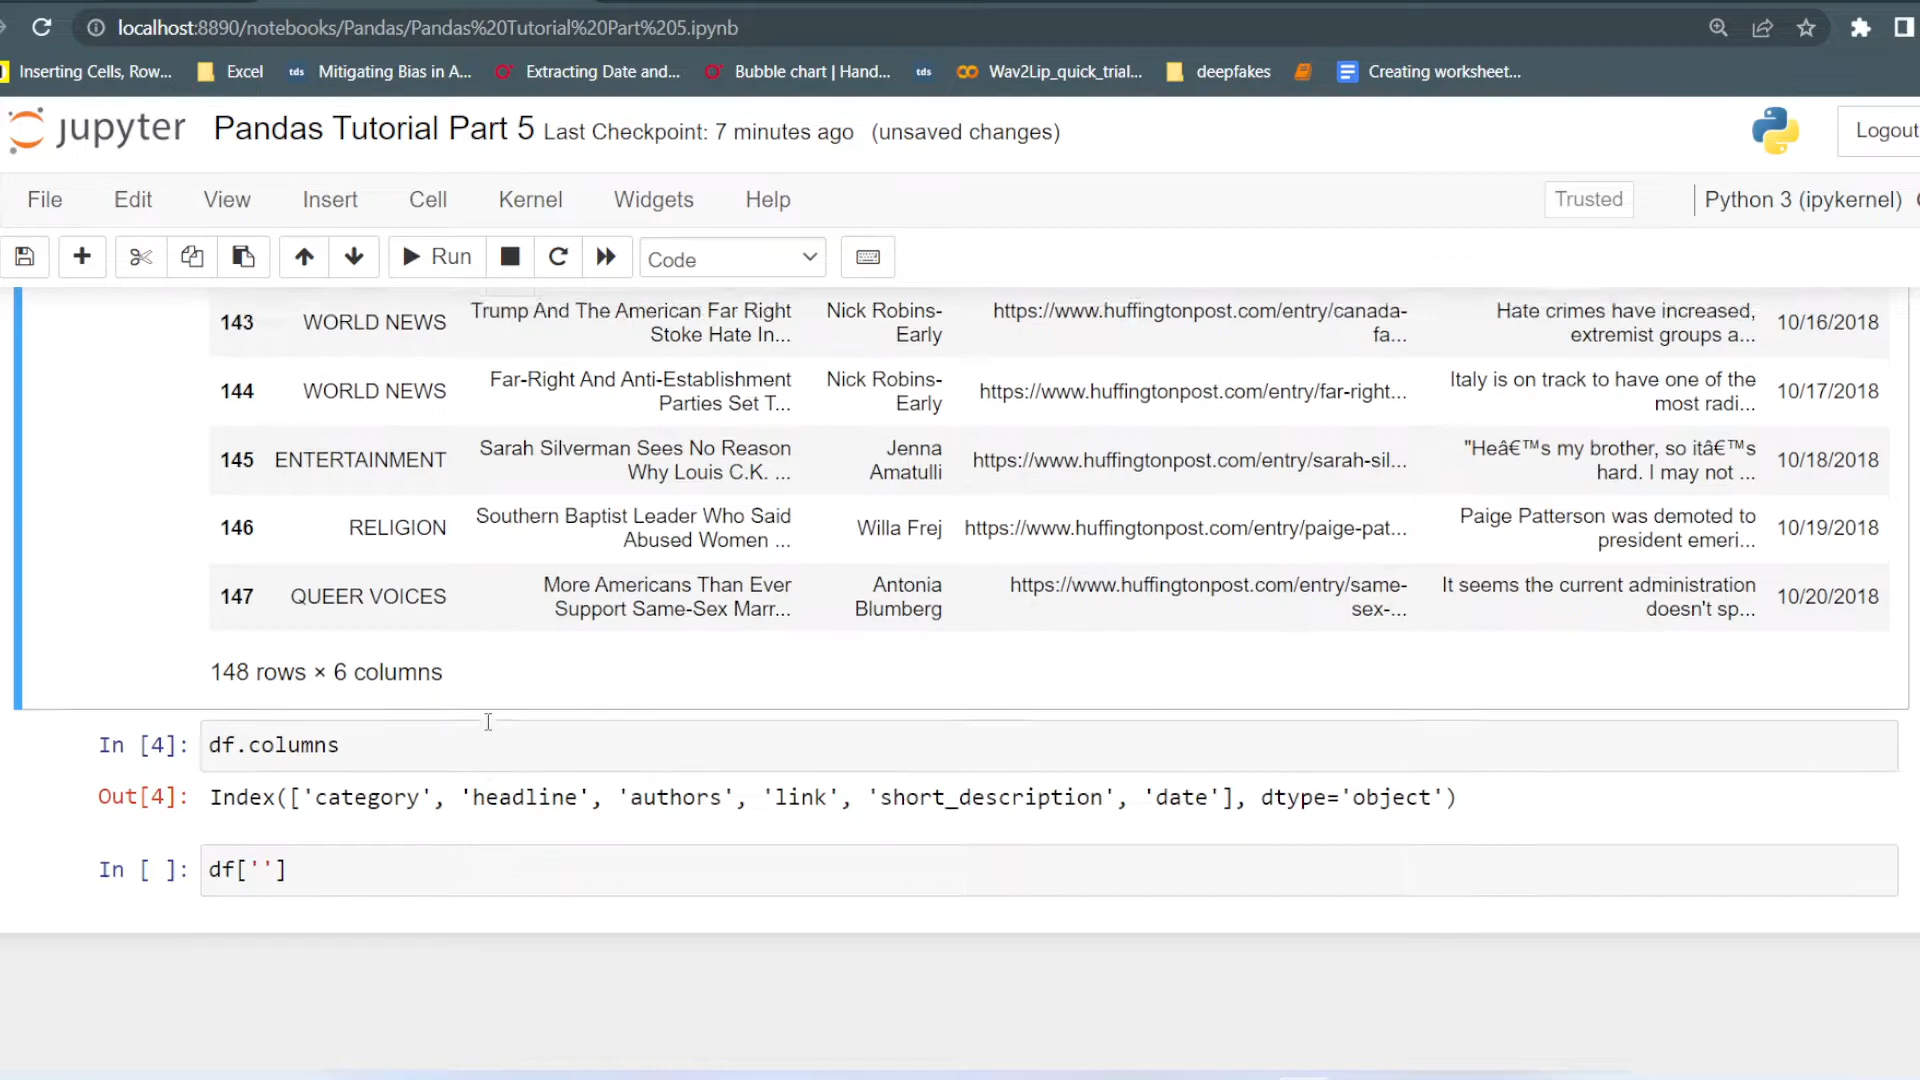 localhost:8890/notebooks/Pandas/Pandas%20Tutorial%20Part%205.ipynb
Inserting Cells, Row... Excel tds Mitigating Bias in A... Extracting Date and... Bubble chart | Hand... tds Wav2Lip_quick_trial... deepfakes Creating worksheet...
jupyter Pandas Tutorial Part 5 Last Checkpoint: 7 minutes ago (unsaved changes) Logout
File Edit View Insert Cell Kernel Widgets Help Trusted Python 3 (ipykernel)
Run Code
143 WORLD NEWS Trump And The American Far Right Nick Robins- https://www.huffingtonpost.com/entry/canada- Hate crimes have increased, 10/16/2018
Stoke Hate In... Early fa... extremist groups a...
144 WORLD NEWS Far-Right And Anti-Establishment Nick Robins- https://www.huffingtonpost.com/entry/far-right... Italy is on track to have one of the 10/17/2018
Parties Set T... Early most radi...
145 ENTERTAINMENT Sarah Silverman Sees No Reason Jenna https://www.huffingtonpost.com/entry/sarah-sil... "Heâ€™s my brother, so itâ€™s 10/18/2018
Why Louis C.K. ... Amatulli hard. I may not ...
146 RELIGION Southern Baptist Leader Who Said Willa Frej https://www.huffingtonpost.com/entry/paige-pat... Paige Patterson was demoted to 10/19/2018
Abused Women ... president emeri...
147 QUEER VOICES More Americans Than Ever Antonia https://www.huffingtonpost.com/entry/same- It seems the current administration 10/20/2018
Support Same-Sex Marr... Blumberg sex-... doesn't sp...
148 rows × 6 columns
In [4]: df.columns
Out[4]: Index(['category', 'headline', 'authors', 'link', 'short_description', 'date'], dtype='object')
In [ ]: df['']